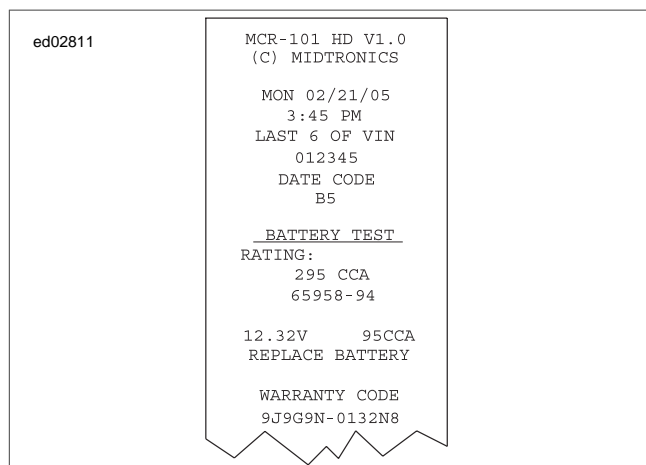 ed02811
MCR-101 HD V1.0
(C) MIDTRONICS
MON 02/21/05
3:45 PM
LAST 6 OF VIN
012345
DATE CODE
B5
BATTERY TEST
RATING:
295 CCA
65958-94
12.32V 95CCA
REPLACE BATTERY
WARRANTY CODE
9J9G9N-0132N8